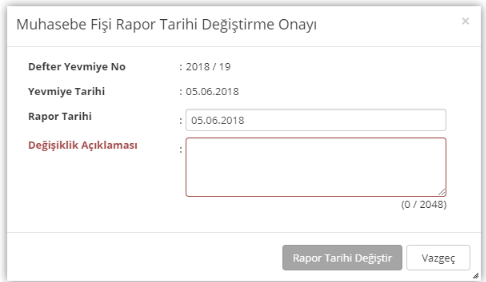 Muhasebe Fişi Rapor Tarihi Değiştirme Onayı ×
Defter Yevmiye No : 2018 / 19
Yevmiye Tarihi : 05.06.2018
Rapor Tarihi : 05.06.2018
Değişiklik Açıklaması :
(0 / 2048)
Rapor Tarihi Değiştir Vazgeç